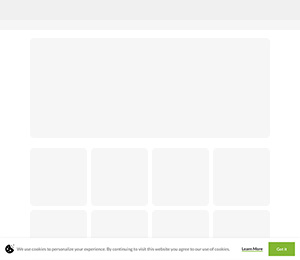 We use cookies to personalize your experience. By continuing to visit this website you agree to our use of cookies.
Learn More
Got it